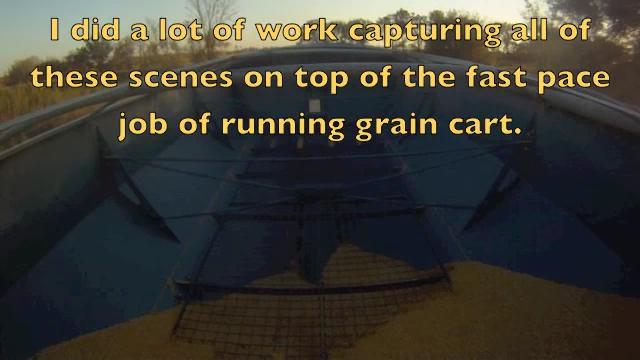 I did a lot of work capturing all of
these scenes on top of the fast pace
job of running grain cart.